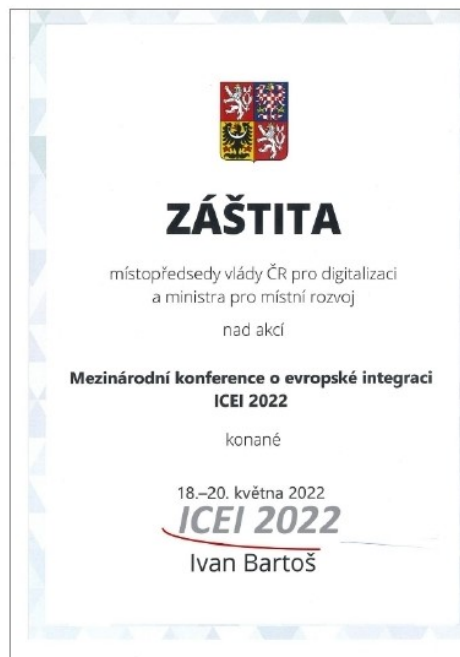 ZÁŠTITA
místopředsedy vlády ČR pro digitalizaci
a ministra pro místní rozvoj
nad akcí
Mezinárodní konference o evropské integraci
ICEI 2022
konané
18.–20. května 2022
ICEI 2022
Ivan Bartoš